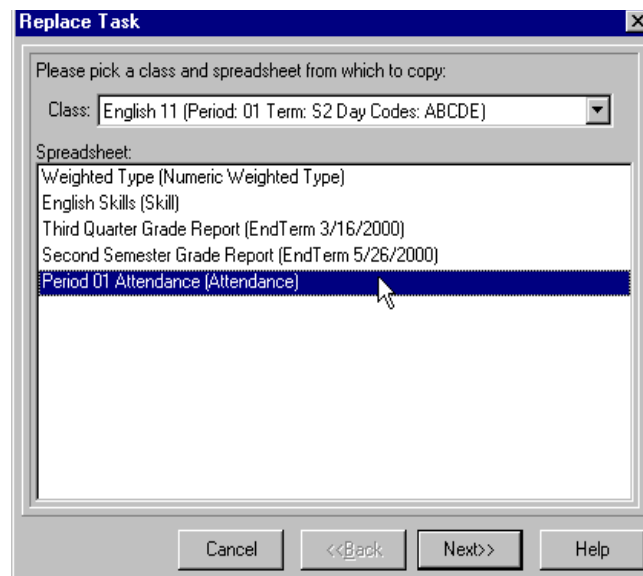 Replace Task
Please pick a class and spreadsheet from which to copy:
Class: English 11 (Period: 01 Term: S2 Day Codes: ABCDE)
Spreadsheet:
Weighted Type (Numeric Weighted Type)
English Skills (Skill)
Third Quarter Grade Report (EndTerm 3/16/2000)
Second Semester Grade Report (EndTerm 5/26/2000)
Period 01 Attendance (Attendance)
Cancel <<Back Next>> Help